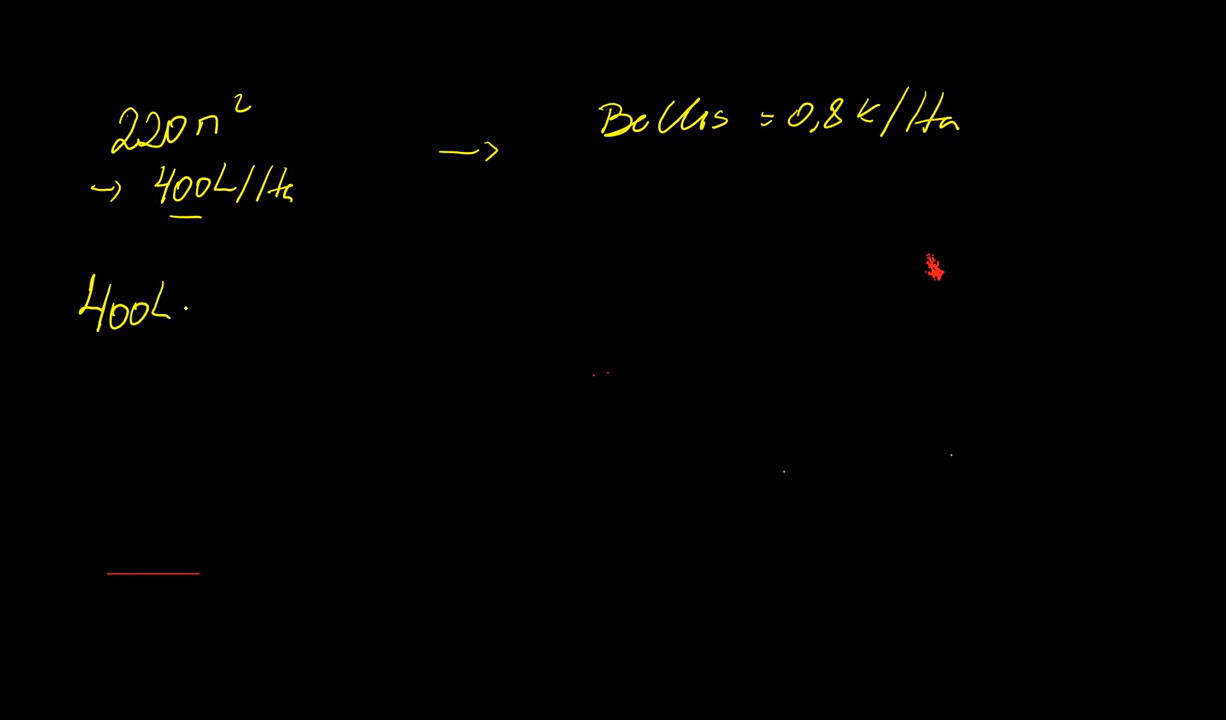 220m²
→ 400L/Ha
→ Bellis = 0,8 K/Ha
400L.